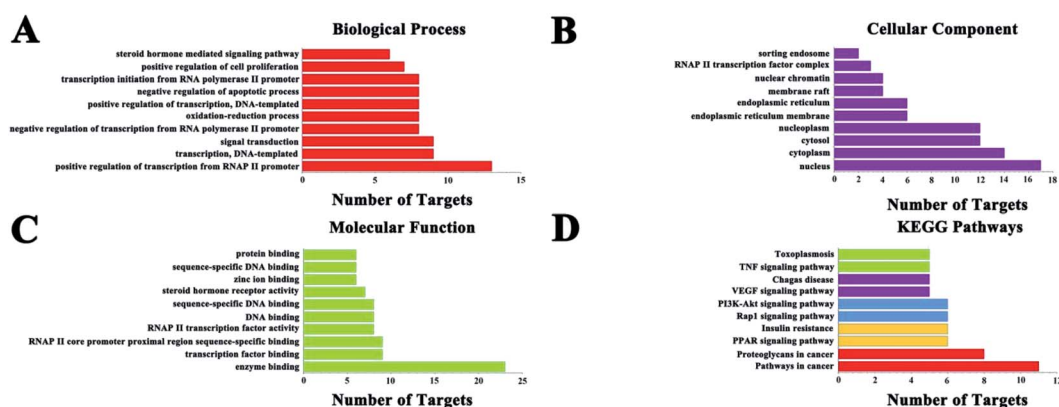 A
Biological Process
steroid hormone mediated signaling pathway
positive regulation of cell proliferation
transcription initiation from RNA polymerase II promoter
negative regulation of apoptotic process
positive regulation of transcription, DNA-templated
oxidation-reduction process
negative regulation of transcription from RNA polymerase II promoter
signal transduction
transcription, DNA-templated
positive regulation of transcription from RNAP II promoter
0 5 10 15
Number of Targets
B
Cellular Component
sorting endosome
RNAP II transcription factor complex
nuclear chromatin
membrane raft
endoplasmic reticulum
endoplasmic reticulum membrane
nucleoplasm
cytosol
cytoplasm
nucleus
0 2 4 6 8 10 12 14 16 18
Number of Targets
C
Molecular Function
protein binding
sequence-specific DNA binding
zinc ion binding
steroid hormone receptor activity
sequence-specific DNA binding
DNA binding
RNAP II transcription factor activity
RNAP II core promoter proximal region sequence-specific binding
transcription factor binding
enzyme binding
0 5 10 15 20 25
Number of Targets
D
KEGG Pathways
Toxoplasmosis
TNF signaling pathway
Chagas disease
VEGF signaling pathway
PI3K-Akt signaling pathway
Rap1 signaling pathway
Insulin resistance
PPAR signaling pathway
Proteoglycans in cancer
Pathways in cancer
0 2 4 6 8 10 12
Number of Targets